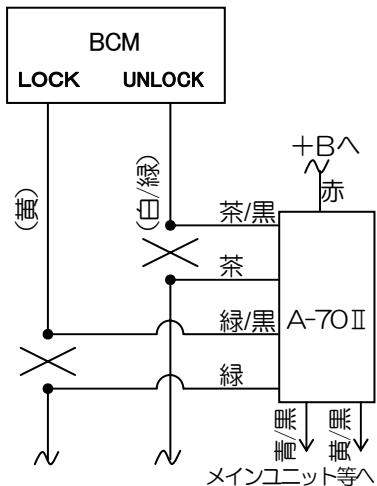 BCM
LOCK UNLOCK
+Bへ
赤
(黄)
(白/緑)
茶/黒
茶
緑/黒
A-70Ⅱ
緑
青/黒
黄/黒
メインユニット等へ